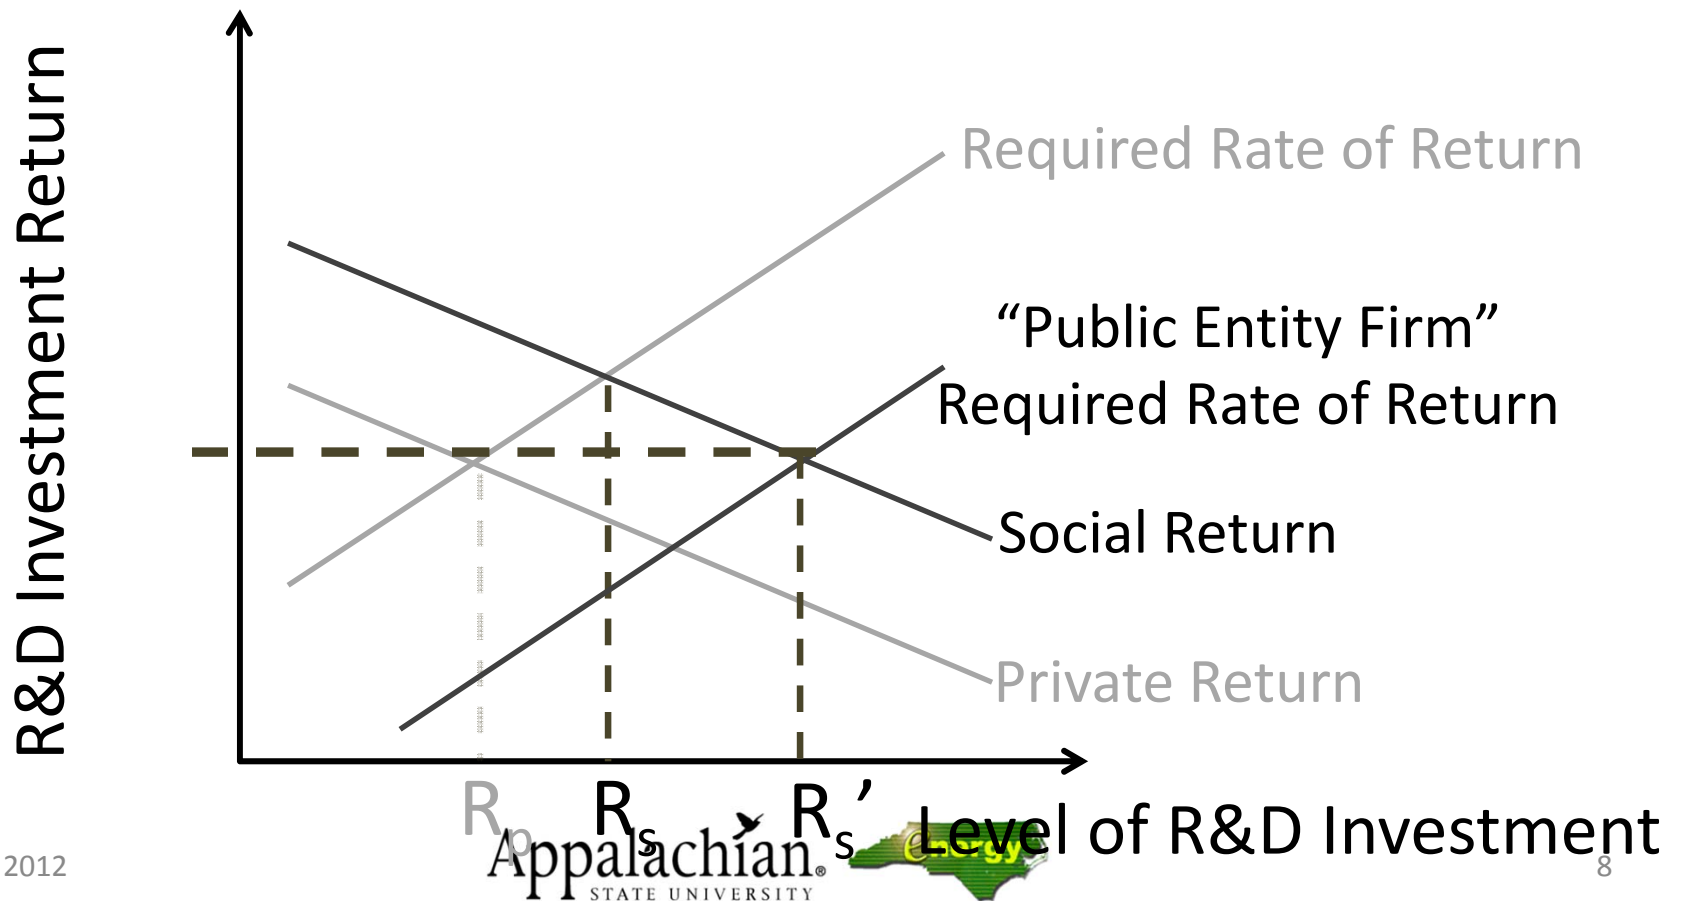 R&D Investment Return
Required Rate of Return
“Public Entity Firm”
Required Rate of Return
Social Return
Private Return
Rp
Rs
Rs’
Level of R&D Investment
2012
Appalachian®
STATE UNIVERSITY
energy
8